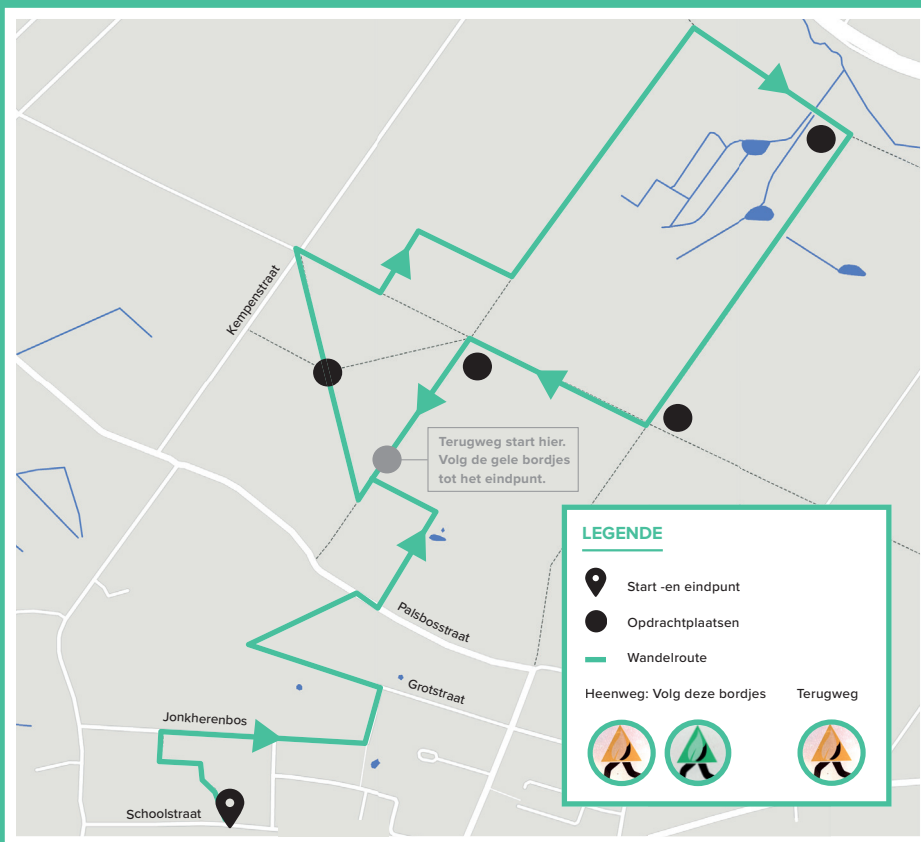 Kempenstraat
Terugweg start hier.
Volg de gele bordjes
tot het eindpunt.
Palsbosstraat
Grotstraat
Jonkherenbos
Schoolstraat
LEGENDE
Start -en eindpunt
Opdrachtplaatsen
Wandelroute
Heenweg: Volg deze bordjes
Terugweg